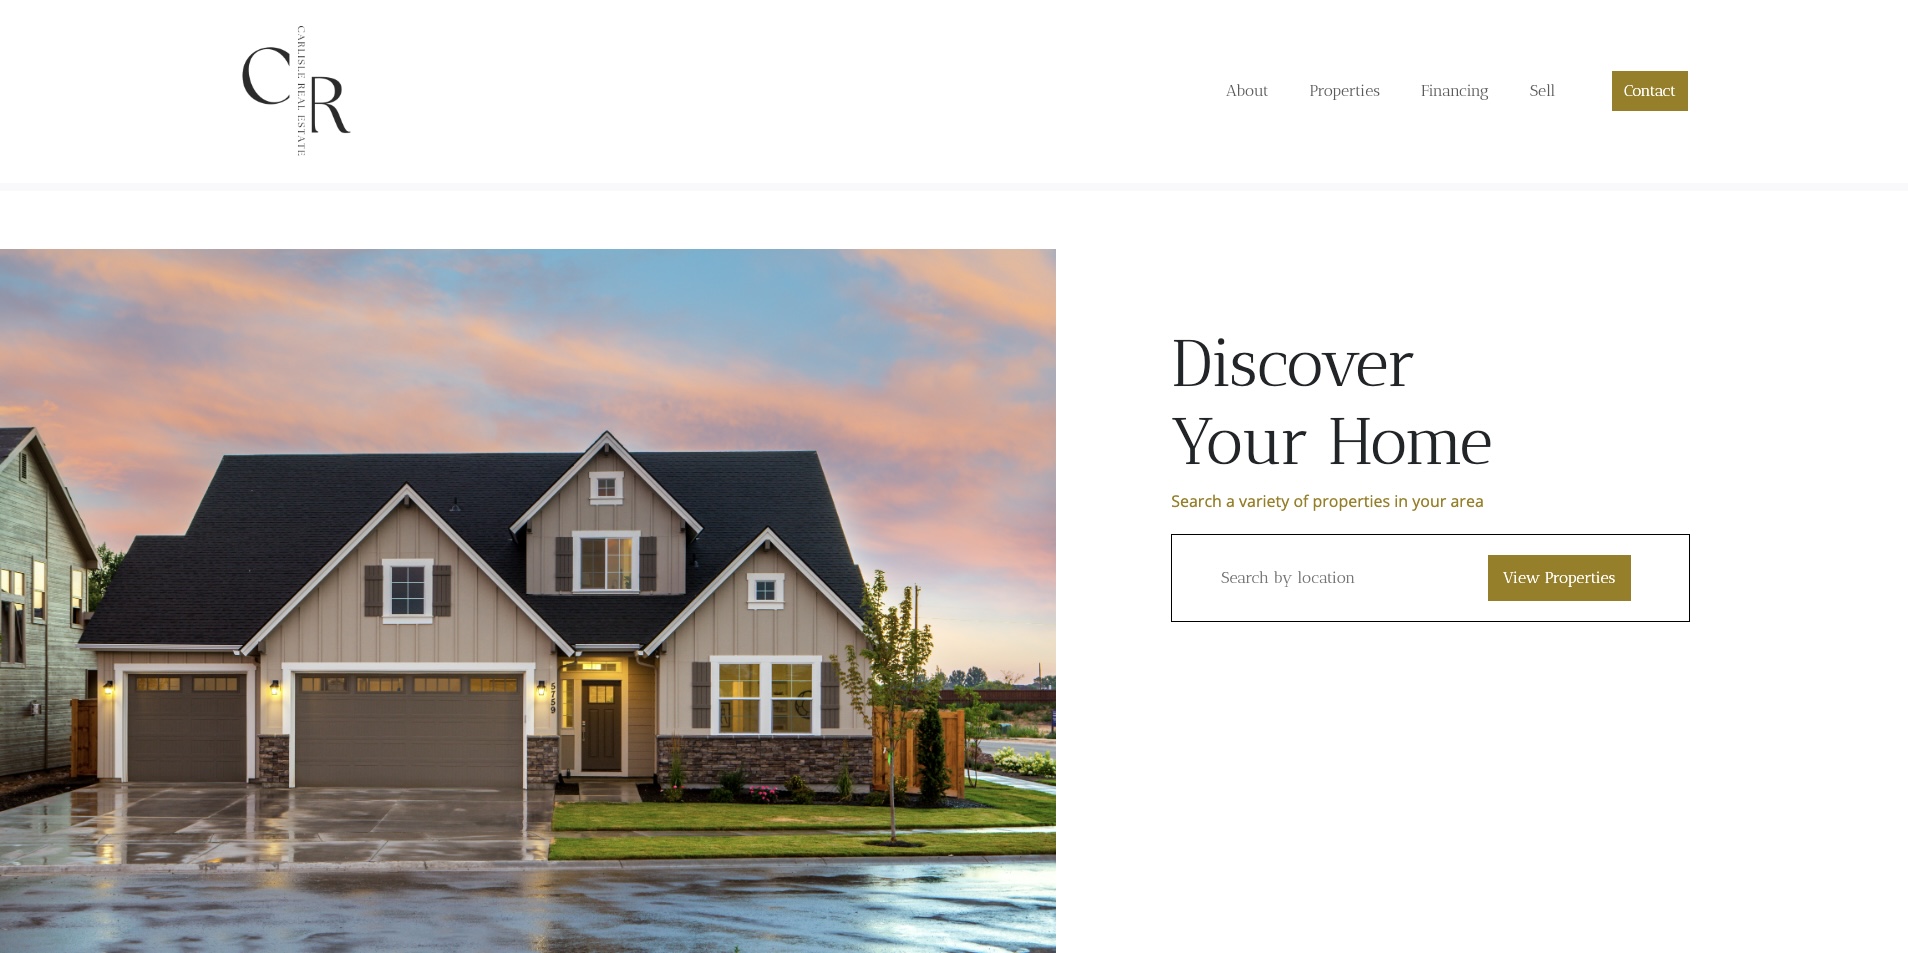 CARLISLE REAL ESTATE
CR
About Properties Financing Sell Contact
Discover
Your Home
Search a variety of properties in your area
Search by location View Properties
5759